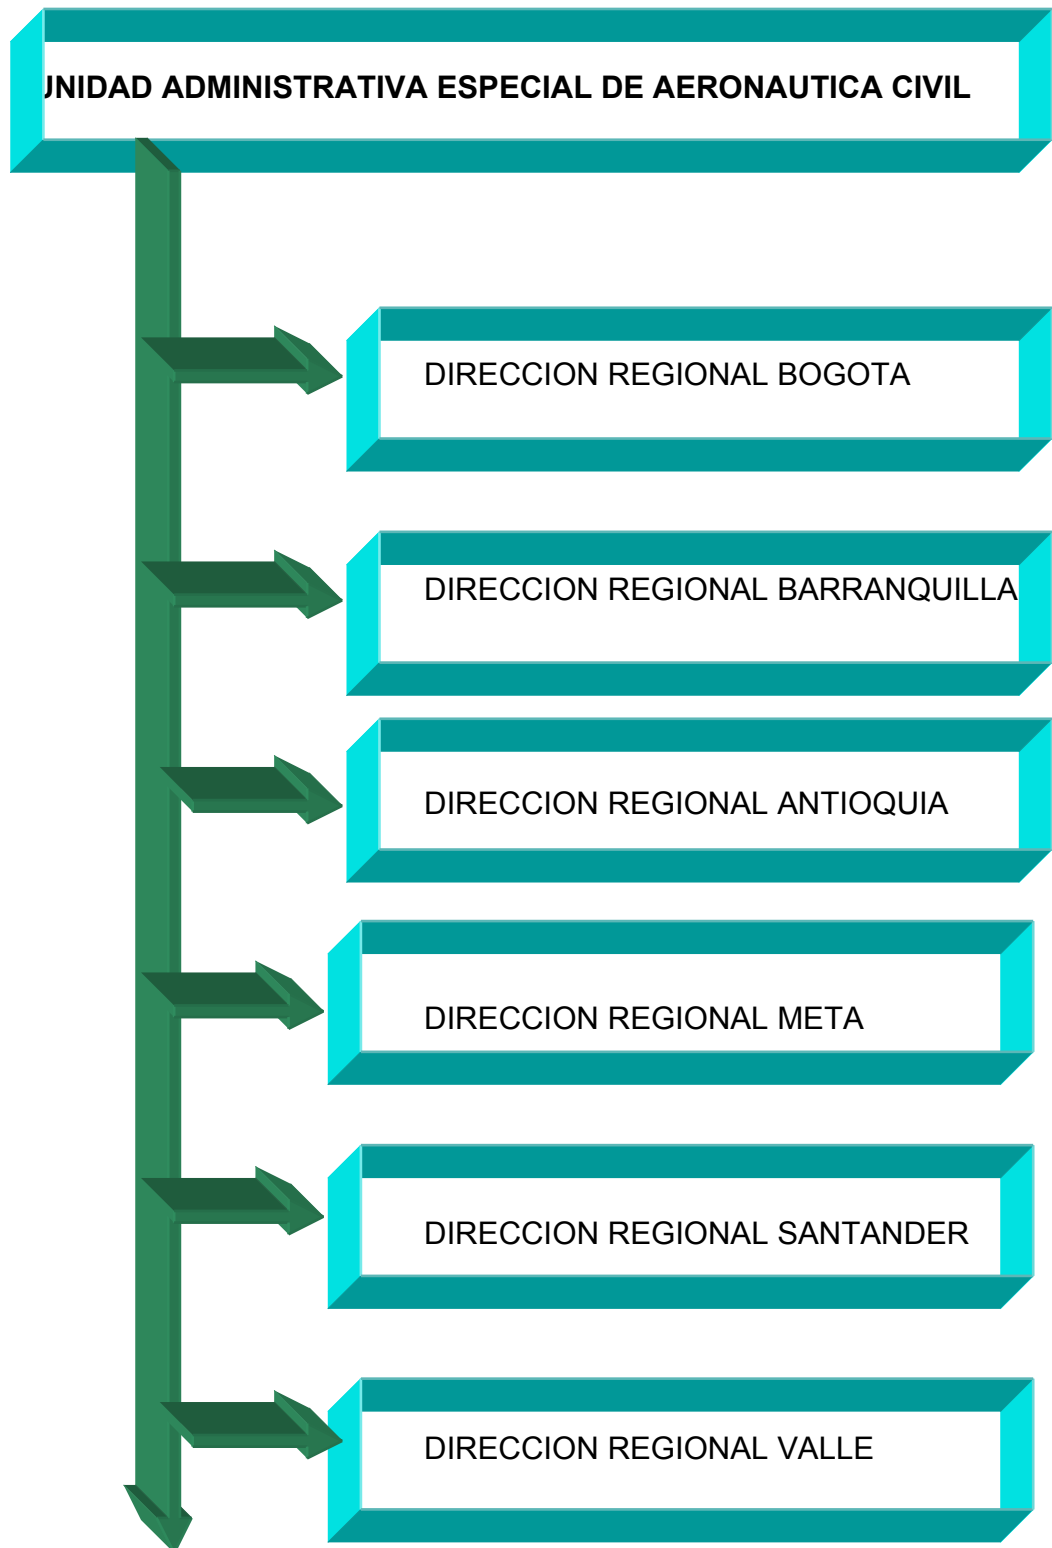 UNIDAD ADMINISTRATIVA ESPECIAL DE AERONAUTICA CIVIL
DIRECCION REGIONAL BOGOTA
DIRECCION REGIONAL BARRANQUILLA
DIRECCION REGIONAL ANTIOQUIA
DIRECCION REGIONAL META
DIRECCION REGIONAL SANTANDER
DIRECCION REGIONAL VALLE